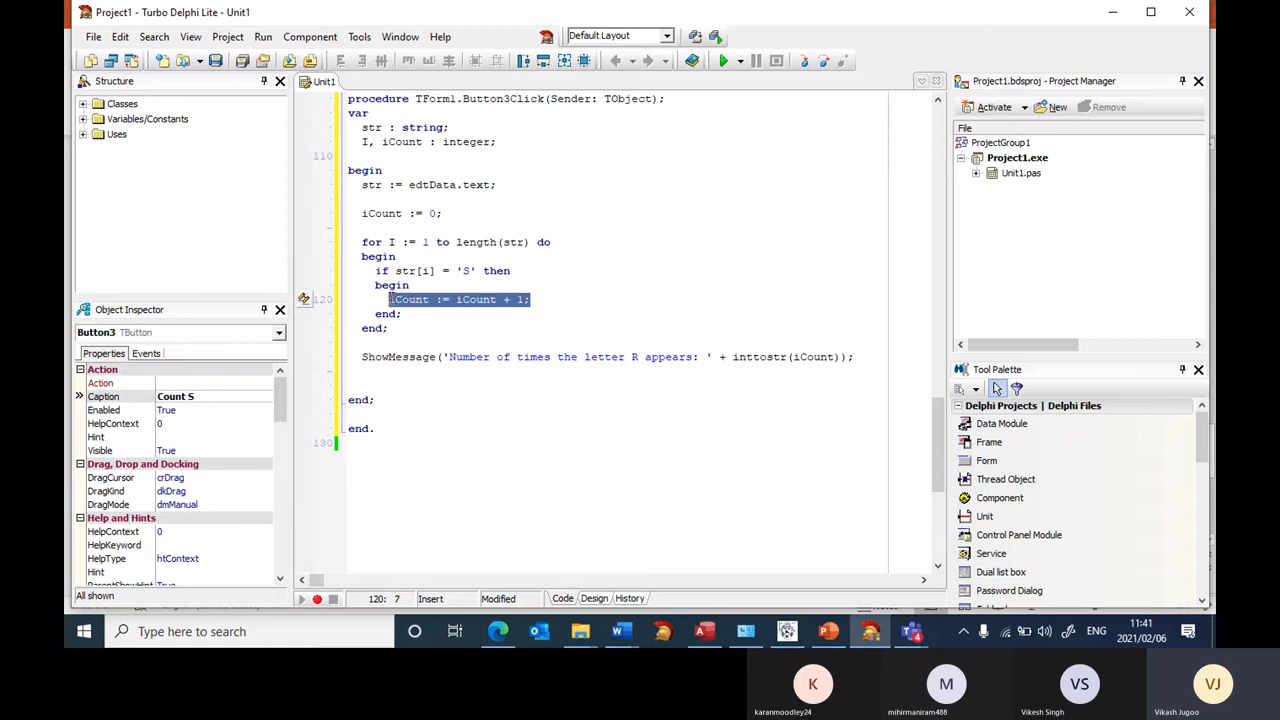 Project1 - Turbo Delphi Lite - Unit1
File Edit Search View Project Run Component Tools Window Help
Default Layout
Structure
Classes
Variables/Constants
Uses
Object Inspector
Button3 TButton
Properties Events
Action
Action
Caption Count S
Enabled True
HelpContext 0
Hint
Visible True
Drag, Drop and Docking
DragCursor crDrag
DragKind dkDrag
DragMode dmManual
Help and Hints
HelpContext 0
HelpKeyword
HelpType htContext
Hint
ParentShowHint True
All shown
Unit1
procedure TForm1.Button3Click(Sender: TObject);
var
str : string;
I, iCount : integer;
110
begin
str := edtData.text;
iCount := 0;
for I := 1 to length(str) do
begin
if str[i] = 'S' then
begin
120 iCount := iCount + 1;
end;
end;
ShowMessage('Number of times the letter R appears: ' + inttostr(iCount));
end;
end.
130
120: 7 Insert Modified Code Design History
Project1.bdsproj - Project Manager
Activate New Remove
File
ProjectGroup1
Project1.exe
Unit1.pas
Tool Palette
Delphi Projects | Delphi Files
Data Module
Frame
Form
Thread Object
Component
Unit
Control Panel Module
Service
Dual list box
Password Dialog
Type here to search
ENG
11:41
2021/02/06
K
karanmoodley24
M
mihirmaniram488
VS
Vikesh Singh
VJ
Vikash Jugoo